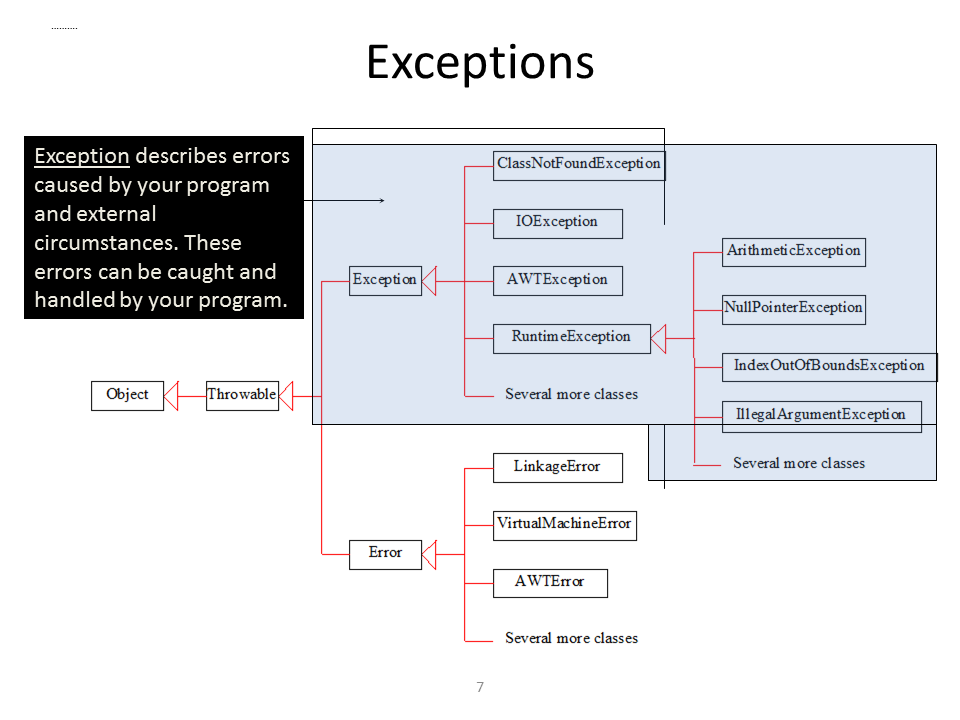 ..........
Exceptions
Exception describes errors
caused by your program
and external
circumstances. These
errors can be caught and
handled by your program.
ClassNotFoundException
IOException
ArithmeticException
Exception
AWTException
NullPointerException
RuntimeException
IndexOutOfBoundsException
Object
Throwable
Several more classes
IllegalArgumentException
LinkageError
Several more classes
VirtualMachineError
Error
AWTError
Several more classes
7